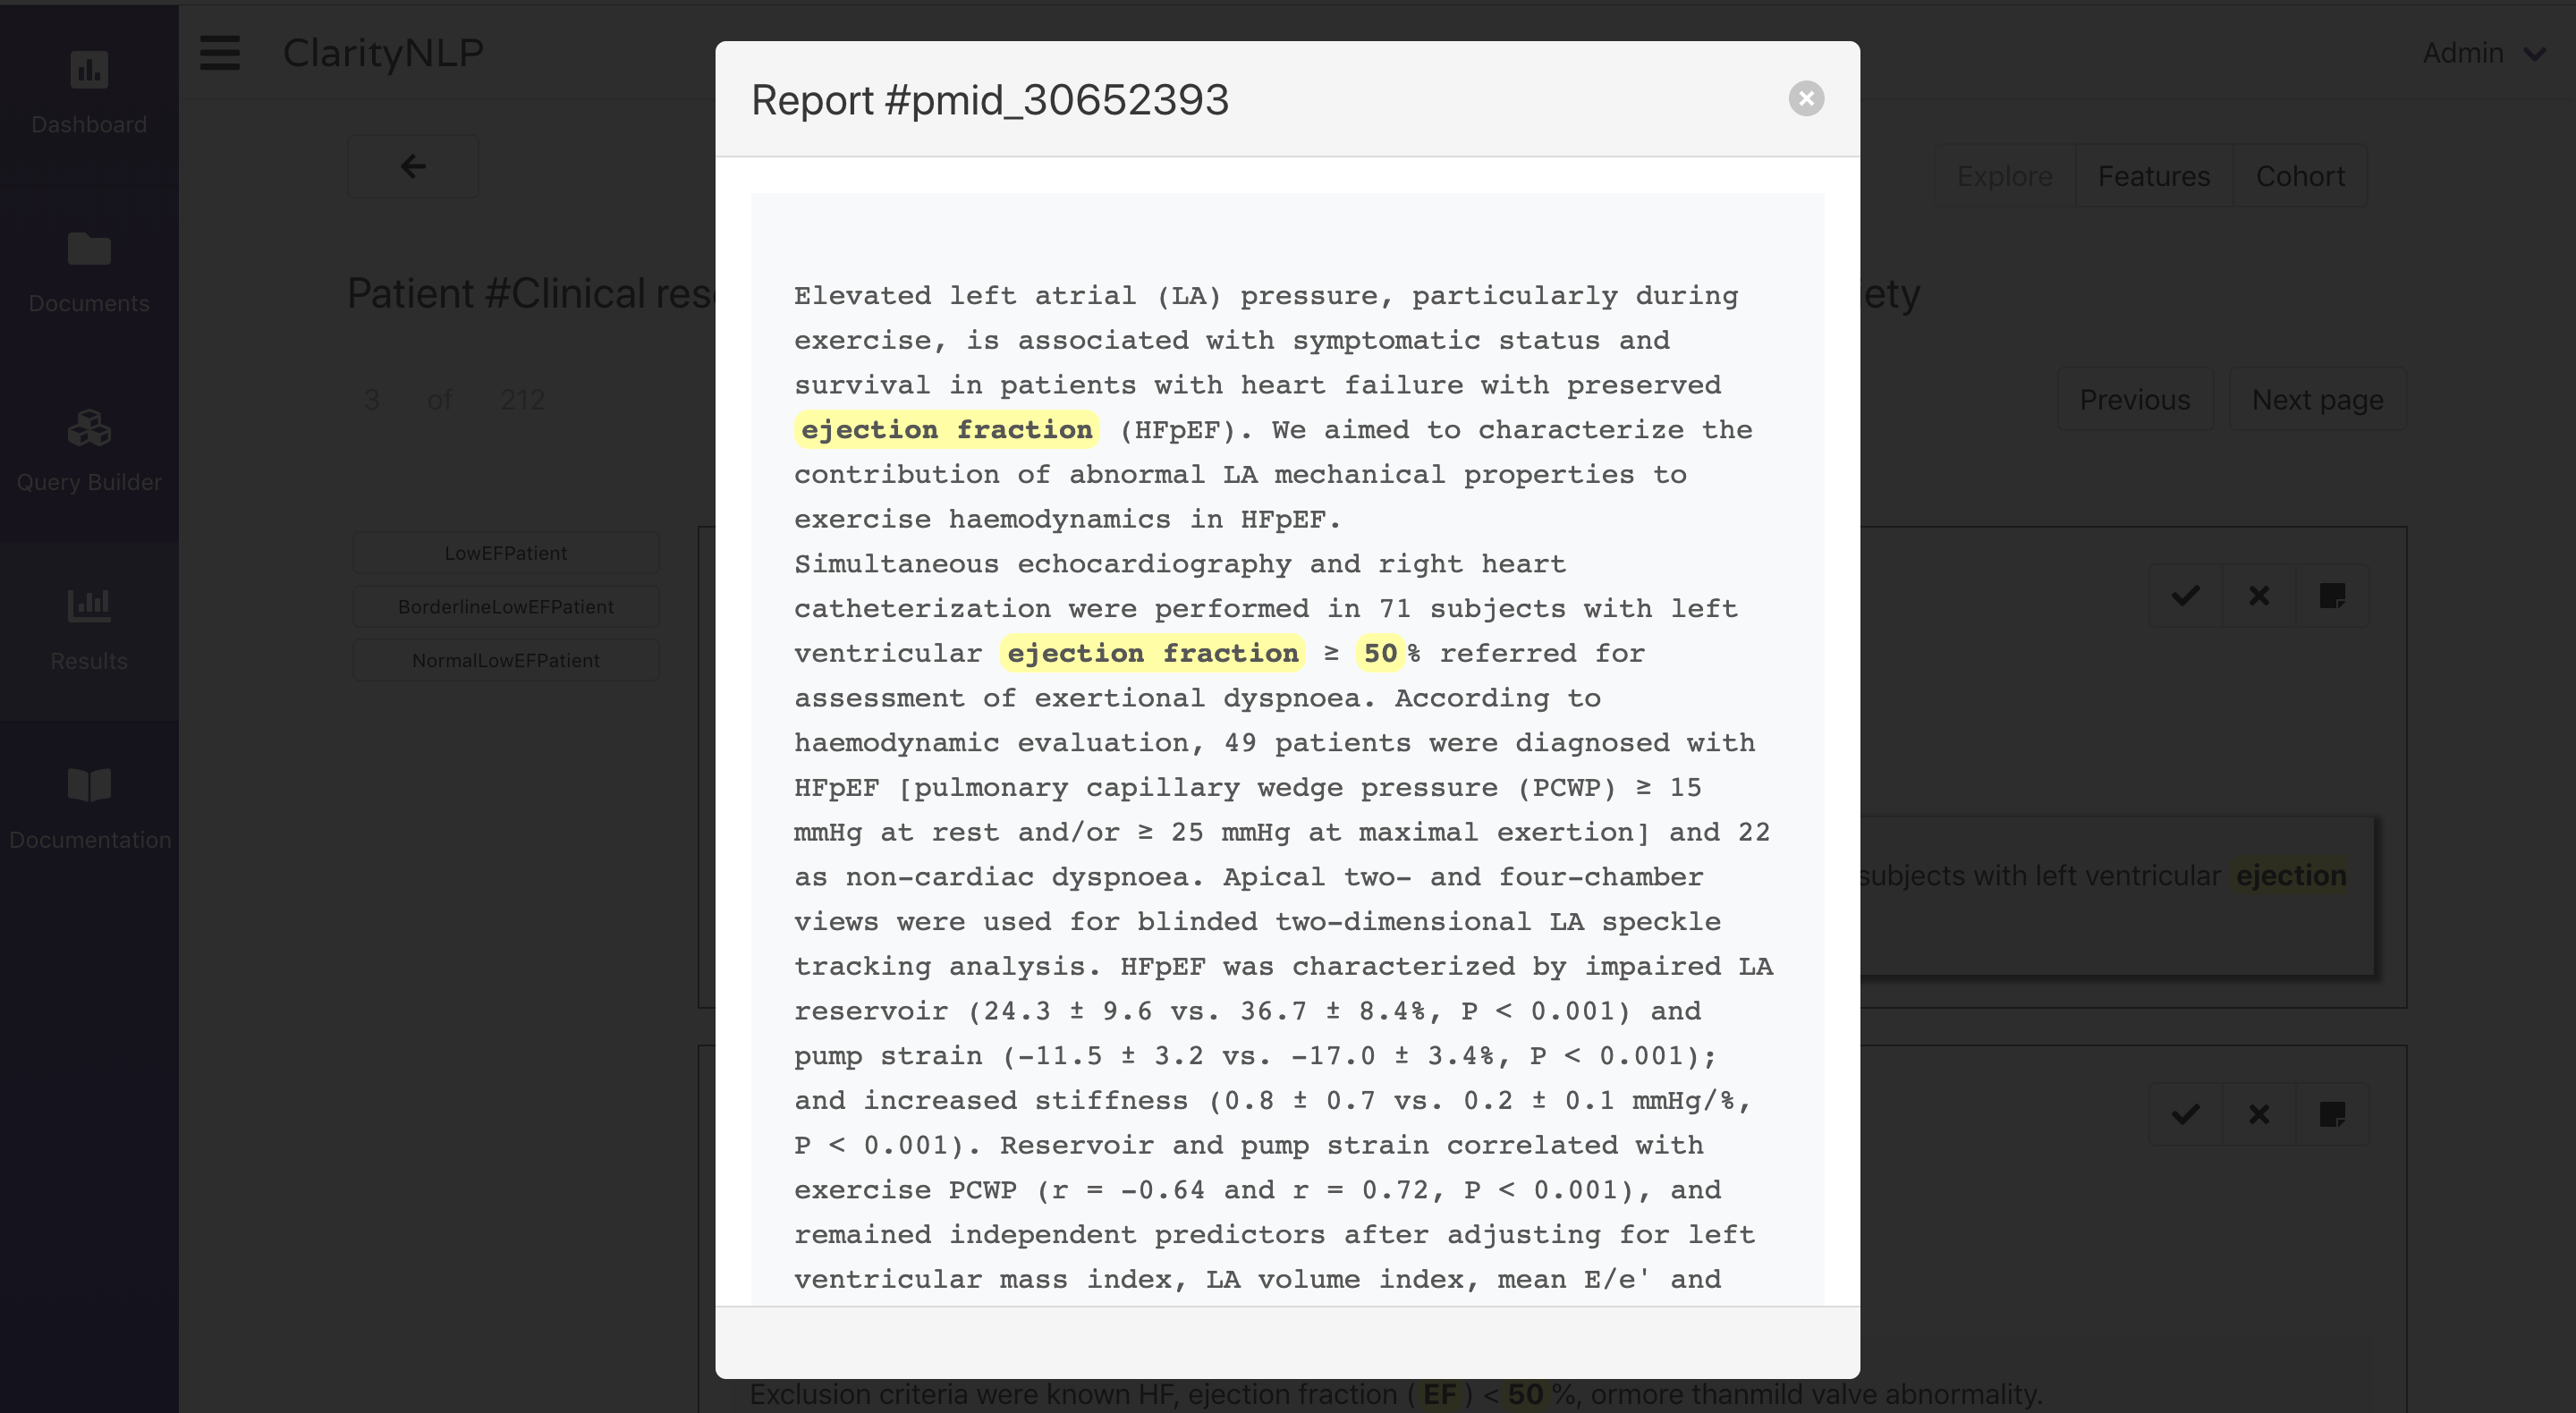 ClarityNLP
Admin
Dashboard
Documents
Query Builder
Results
Documentation
Explore
Features
Cohort
Patient #Clinical res
ety
3 of 212
Previous
Next page
LowEFPatient
BorderlineLowEFPatient
NormalLowEFPatient
Report #pmid_30652393
Elevated left atrial (LA) pressure, particularly during
exercise, is associated with symptomatic status and
survival in patients with heart failure with preserved
ejection fraction (HFpEF). We aimed to characterize the
contribution of abnormal LA mechanical properties to
exercise haemodynamics in HFpEF.
Simultaneous echocardiography and right heart
catheterization were performed in 71 subjects with left
ventricular ejection fraction ≥ 50% referred for
assessment of exertional dyspnoea. According to
haemodynamic evaluation, 49 patients were diagnosed with
HFpEF [pulmonary capillary wedge pressure (PCWP) ≥ 15
mmHg at rest and/or ≥ 25 mmHg at maximal exertion] and 22
as non-cardiac dyspnoea. Apical two- and four-chamber
views were used for blinded two-dimensional LA speckle
tracking analysis. HFpEF was characterized by impaired LA
reservoir (24.3 ± 9.6 vs. 36.7 ± 8.4%, P < 0.001) and
pump strain (-11.5 ± 3.2 vs. -17.0 ± 3.4%, P < 0.001);
and increased stiffness (0.8 ± 0.7 vs. 0.2 ± 0.1 mmHg/%,
P < 0.001). Reservoir and pump strain correlated with
exercise PCWP (r = -0.64 and r = 0.72, P < 0.001), and
remained independent predictors after adjusting for left
ventricular mass index, LA volume index, mean E/e' and
subjects with left ventricular ejection
Exclusion criteria were known HF, ejection fraction ( EF ) < 50 %, ormore thanmild valve abnormality.